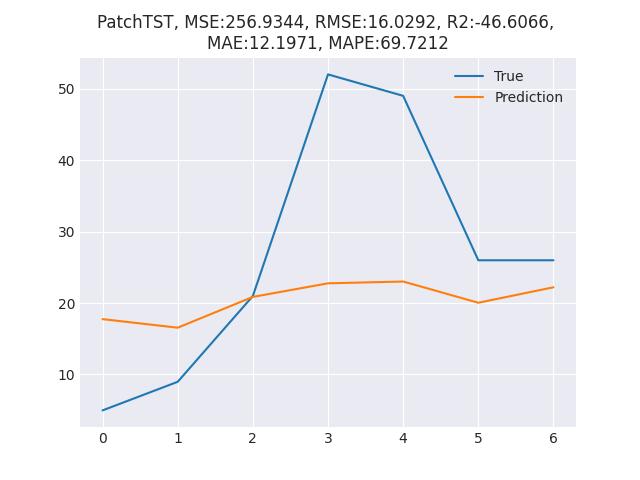 PatchTST, MSE:256.9344, RMSE:16.0292, R2:-46.6066,
MAE:12.1971, MAPE:69.7212
True
Prediction
50
40
30
20
10
0 1 2 3 4 5 6